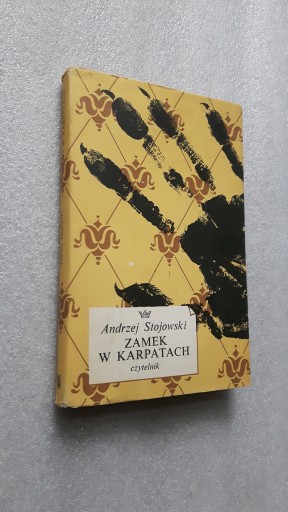 Andrzej Stojowski
ZAMEK
W KARPATACH
czytelnik